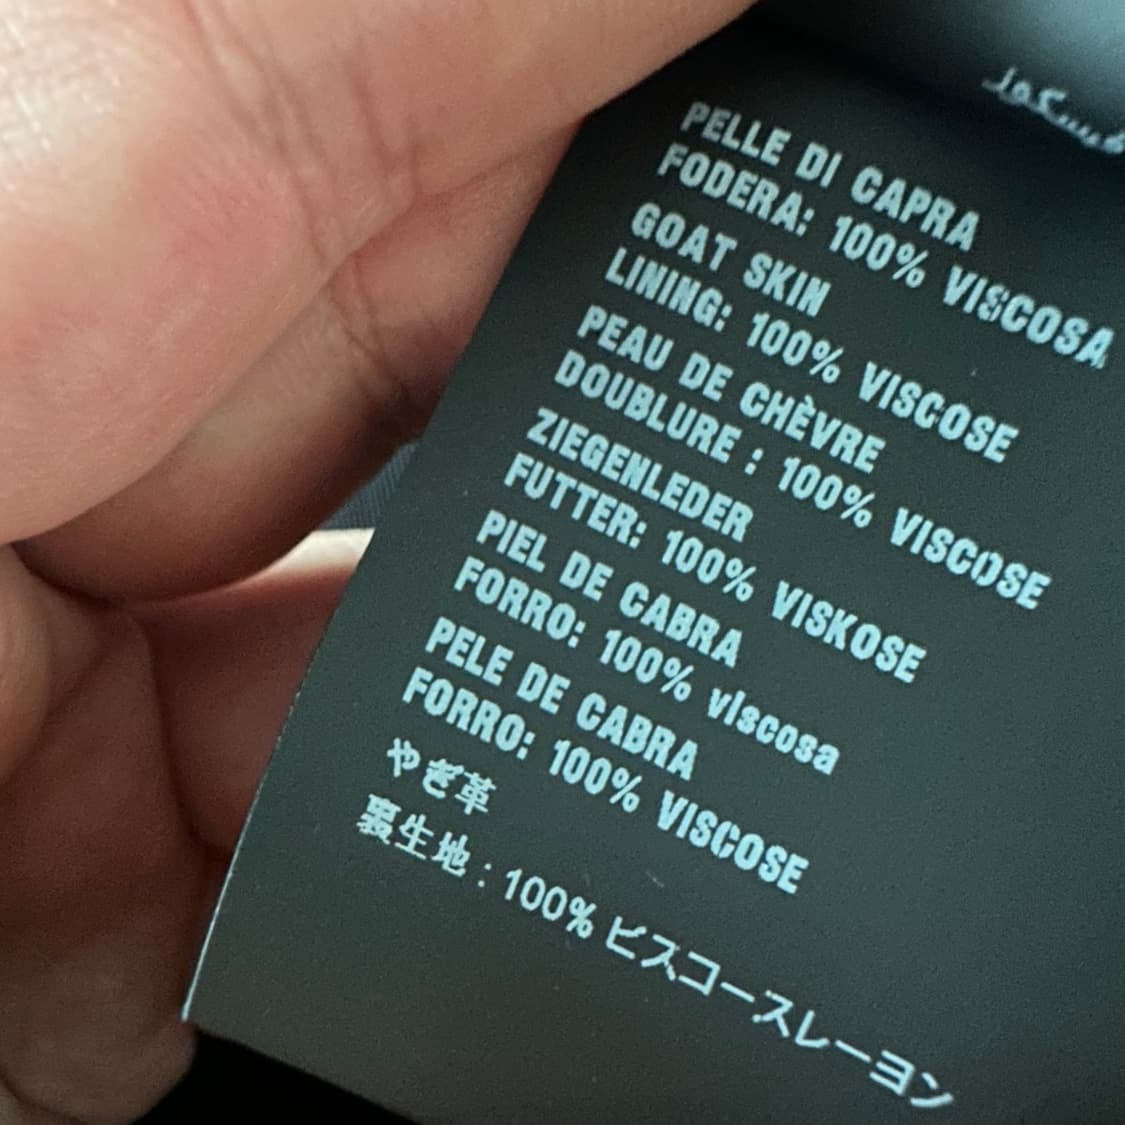 PELLE DI CAPRA
FODERA: 100% VISCOSA
GOAT SKIN
LINING: 100% VISCOSE
PEAU DE CHÈVRE
DOUBLURE : 100% VISCOSE
ZIEGENLEDER
FUTTER: 100% VISKOSE
PIEL DE CABRA
FORRO: 100% viscosa
PELE DE CABRA
FORRO: 100% VISCOSE
やぎ革
裏生地 : 100% ビスコースレーヨン